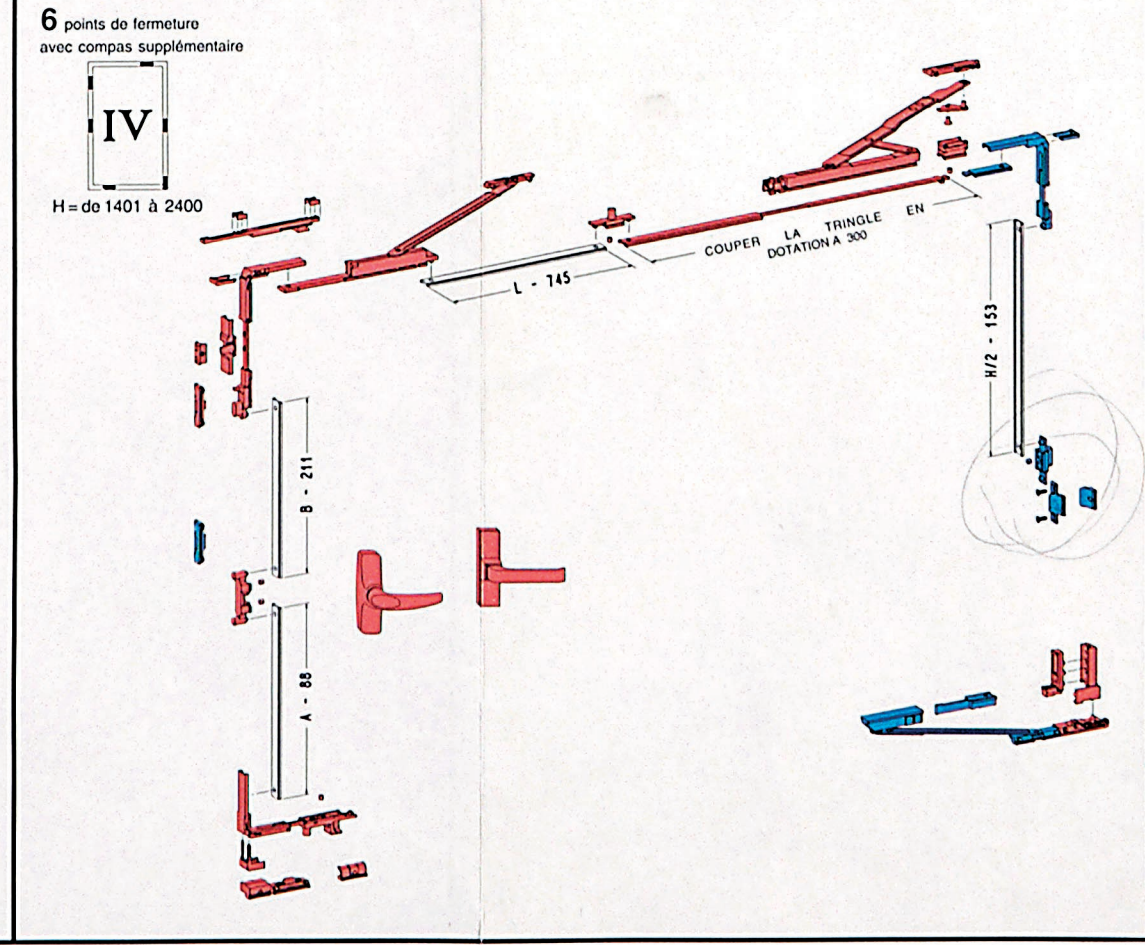 6 points de fermeture
avec compas supplémentaire
IV
H = de 1401 à 2400
COUPER LA TRINGLE EN
DOTATION A 300
L - 745
H/2 - 153
B - 211
A - 88